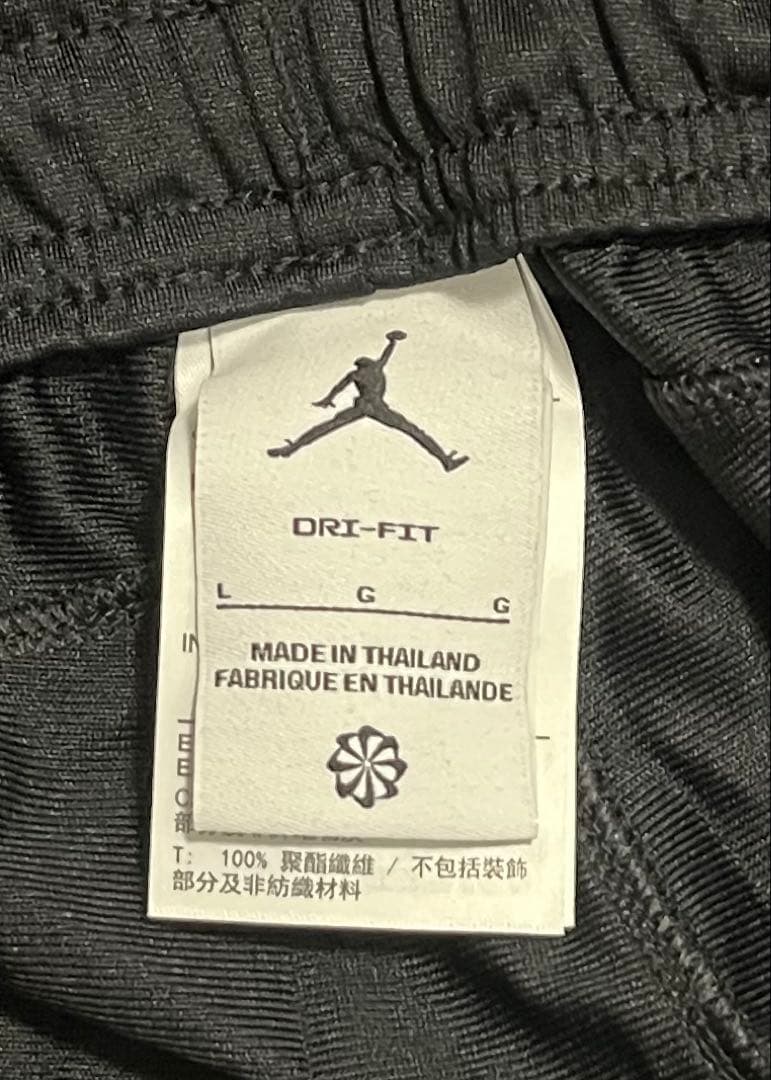 DRI-FIT
L G G
MADE IN THAILAND
FABRIQUE EN THAILANDE
T: 100% 聚酯纖維 / 不包括裝飾
部分及非紡織材料